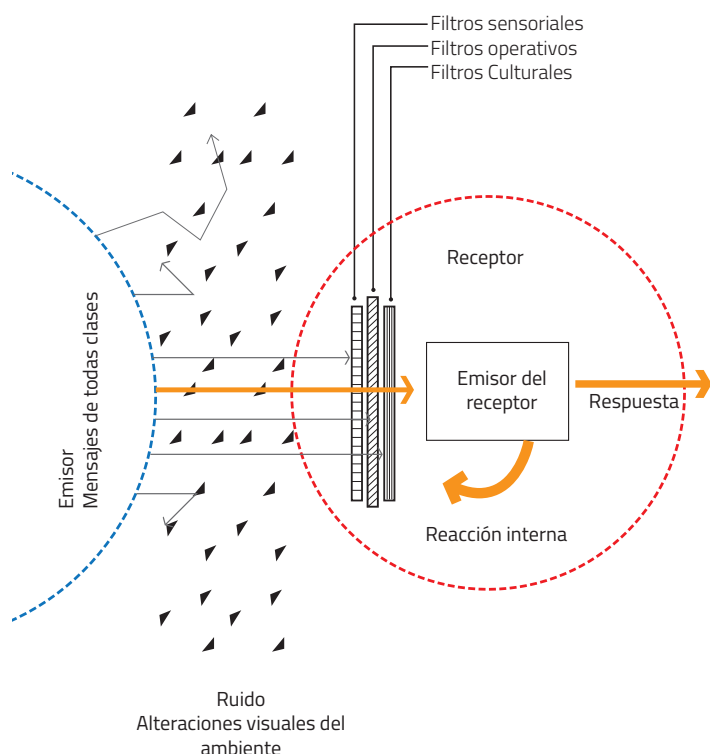 Filtros sensoriales
Filtros operativos
Filtros Culturales
Receptor
Emisor
Mensajes de todas clases
Emisor del
receptor
Respuesta
Reacción interna
Ruido
Alteraciones visuales del
ambiente